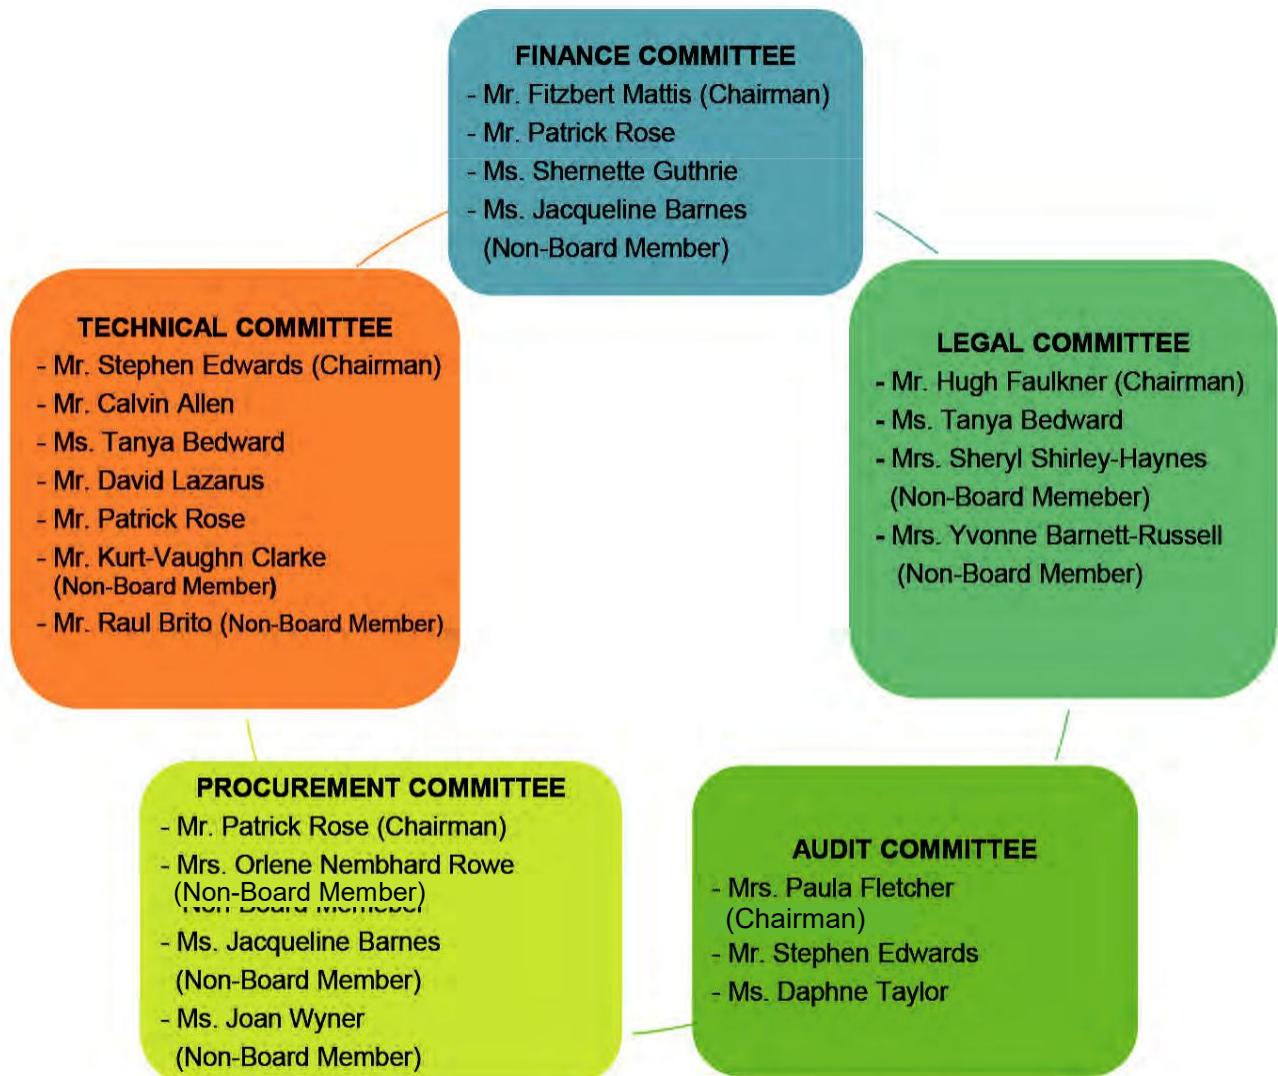 FINANCE COMMITTEE
- Mr. Fitzbert Mattis (Chairman)
- Mr. Patrick Rose
- Ms. Shernette Guthrie
- Ms. Jacqueline Barnes
(Non-Board Member)
TECHNICAL COMMITTEE
- Mr. Stephen Edwards (Chairman)
- Mr. Calvin Allen
- Ms. Tanya Bedward
- Mr. David Lazarus
- Mr. Patrick Rose
- Mr. Kurt-Vaughn Clarke
(Non-Board Member)
- Mr. Raul Brito (Non-Board Member)
LEGAL COMMITTEE
- Mr. Hugh Faulkner (Chairman)
- Ms. Tanya Bedward
- Mrs. Sheryl Shirley-Haynes
(Non-Board Memeber)
- Mrs. Yvonne Barnett-Russell
(Non-Board Member)
PROCUREMENT COMMITTEE
- Mr. Patrick Rose (Chairman)
- Mrs. Orlene Nembhard Rowe
(Non-Board Member)
- Ms. Jacqueline Barnes
(Non-Board Member)
- Ms. Joan Wyner
(Non-Board Member)
AUDIT COMMITTEE
- Mrs. Paula Fletcher
(Chairman)
- Mr. Stephen Edwards
- Ms. Daphne Taylor